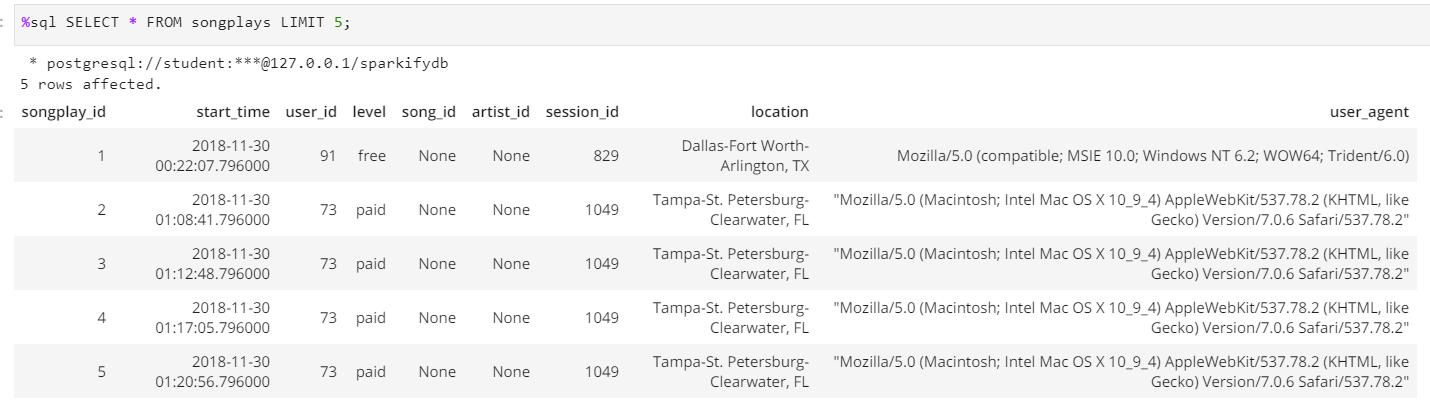 %sql SELECT * FROM songplays LIMIT 5;
* postgresql://student:***@127.0.0.1/sparkifydb
5 rows affected.
songplay_id start_time user_id level song_id artist_id session_id location user_agent
1 2018-11-30 00:22:07.796000 91 free None None 829 Dallas-Fort Worth-Arlington, TX Mozilla/5.0 (compatible; MSIE 10.0; Windows NT 6.2; WOW64; Trident/6.0)
2 2018-11-30 01:08:41.796000 73 paid None None 1049 Tampa-St. Petersburg-Clearwater, FL "Mozilla/5.0 (Macintosh; Intel Mac OS X 10_9_4) AppleWebKit/537.78.2 (KHTML, like Gecko) Version/7.0.6 Safari/537.78.2"
3 2018-11-30 01:12:48.796000 73 paid None None 1049 Tampa-St. Petersburg-Clearwater, FL "Mozilla/5.0 (Macintosh; Intel Mac OS X 10_9_4) AppleWebKit/537.78.2 (KHTML, like Gecko) Version/7.0.6 Safari/537.78.2"
4 2018-11-30 01:17:05.796000 73 paid None None 1049 Tampa-St. Petersburg-Clearwater, FL "Mozilla/5.0 (Macintosh; Intel Mac OS X 10_9_4) AppleWebKit/537.78.2 (KHTML, like Gecko) Version/7.0.6 Safari/537.78.2"
5 2018-11-30 01:20:56.796000 73 paid None None 1049 Tampa-St. Petersburg-Clearwater, FL "Mozilla/5.0 (Macintosh; Intel Mac OS X 10_9_4) AppleWebKit/537.78.2 (KHTML, like Gecko) Version/7.0.6 Safari/537.78.2"